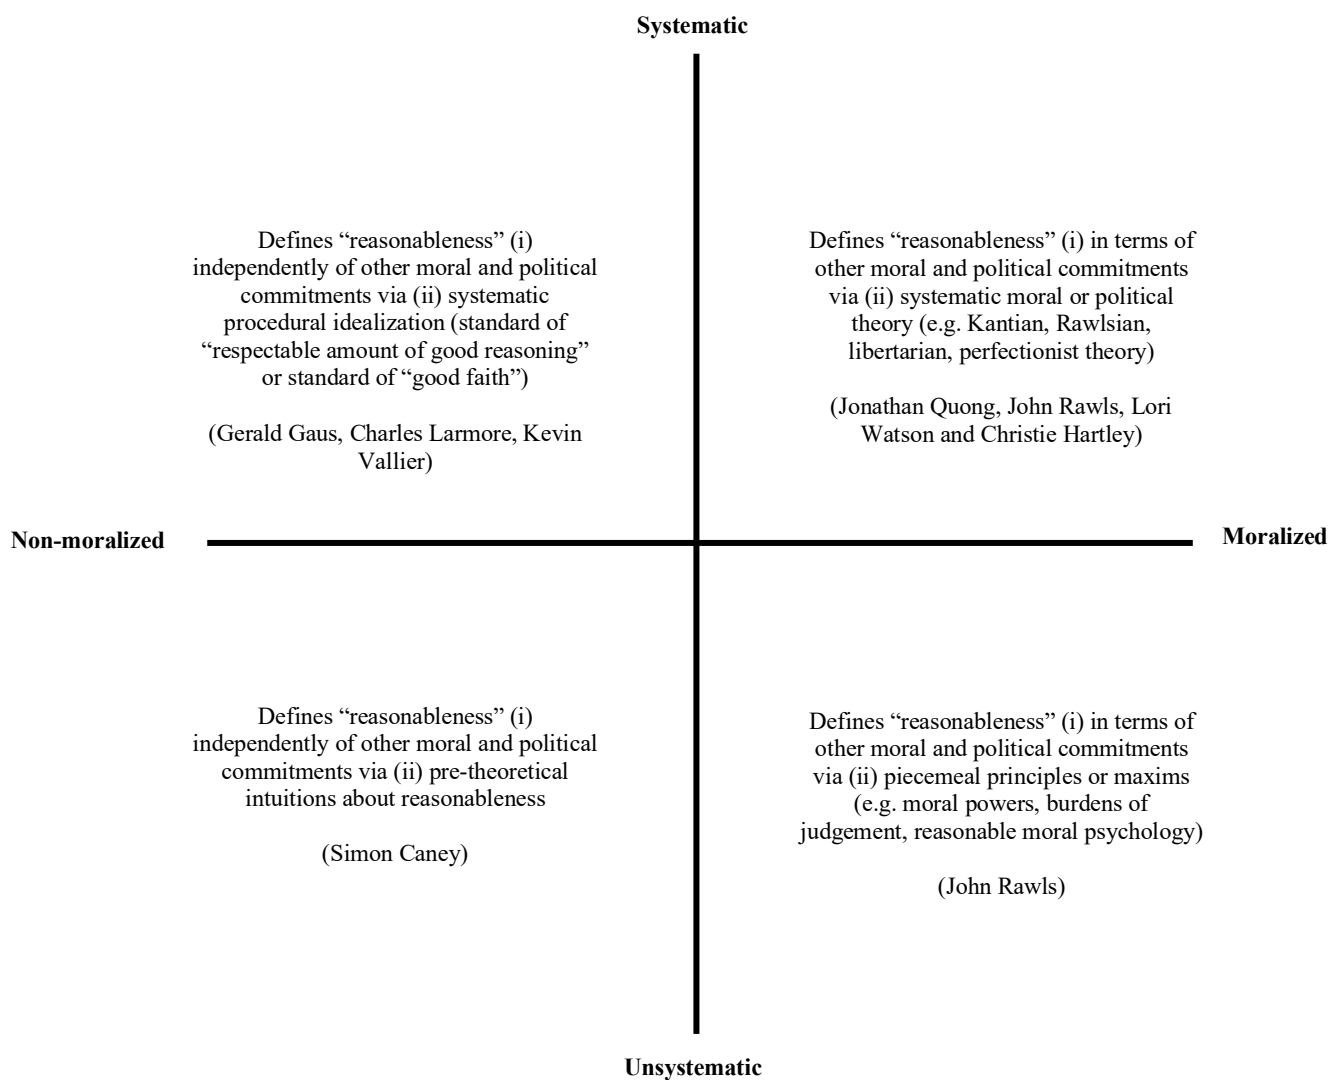 Systematic
Defines “reasonableness” (i)
independently of other moral and political
commitments via (ii) systematic
procedural idealization (standard of
“respectable amount of good reasoning”
or standard of “good faith”)
(Gerald Gaus, Charles Larmore, Kevin
Vallier)
Defines “reasonableness” (i) in terms of
other moral and political commitments
via (ii) systematic moral or political
theory (e.g. Kantian, Rawlsian,
libertarian, perfectionist theory)
(Jonathan Quong, John Rawls, Lori
Watson and Christie Hartley)
Non-moralized
Moralized
Defines “reasonableness” (i)
independently of other moral and political
commitments via (ii) pre-theoretical
intuitions about reasonableness
(Simon Caney)
Defines “reasonableness” (i) in terms of
other moral and political commitments
via (ii) piecemeal principles or maxims
(e.g. moral powers, burdens of
judgement, reasonable moral psychology)
(John Rawls)
Unsystematic